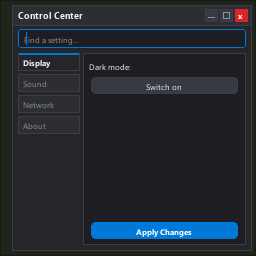 Control Center
Find a setting...
Display
Dark mode:
Switch on
Sound
Network
About
Apply Changes